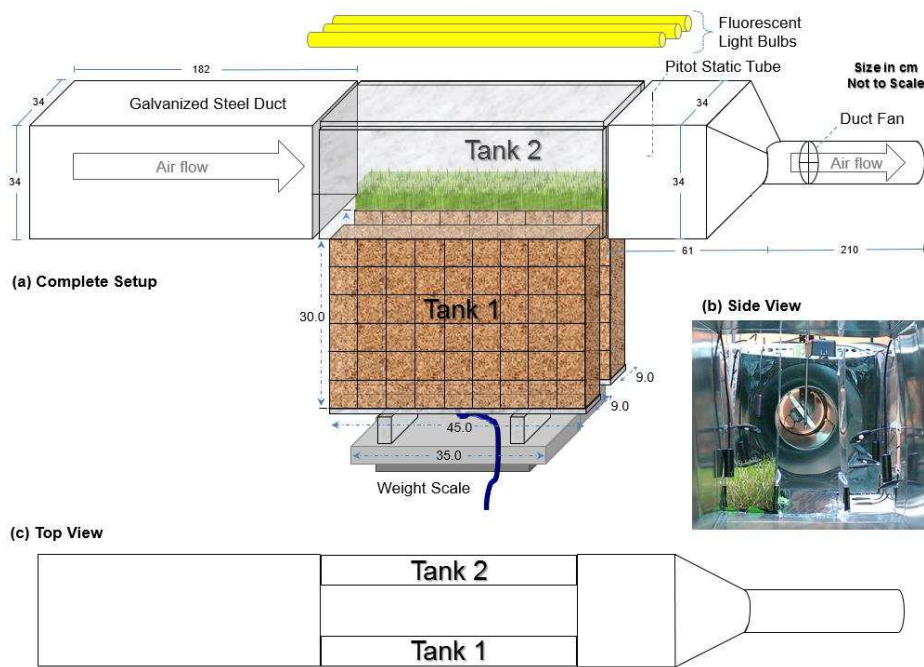 Fluorescent
Light Bulbs
182
Pitot Static Tube
Size in cm
Not to Scale
34
Galvanized Steel Duct
34
Duct Fan
Tank 2
Air flow
Air flow
34
34
61
210
(a) Complete Setup
Tank 1
30.0
(b) Side View
9.0
9.0
45.0
35.0
Weight Scale
(c) Top View
Tank 2
Tank 1